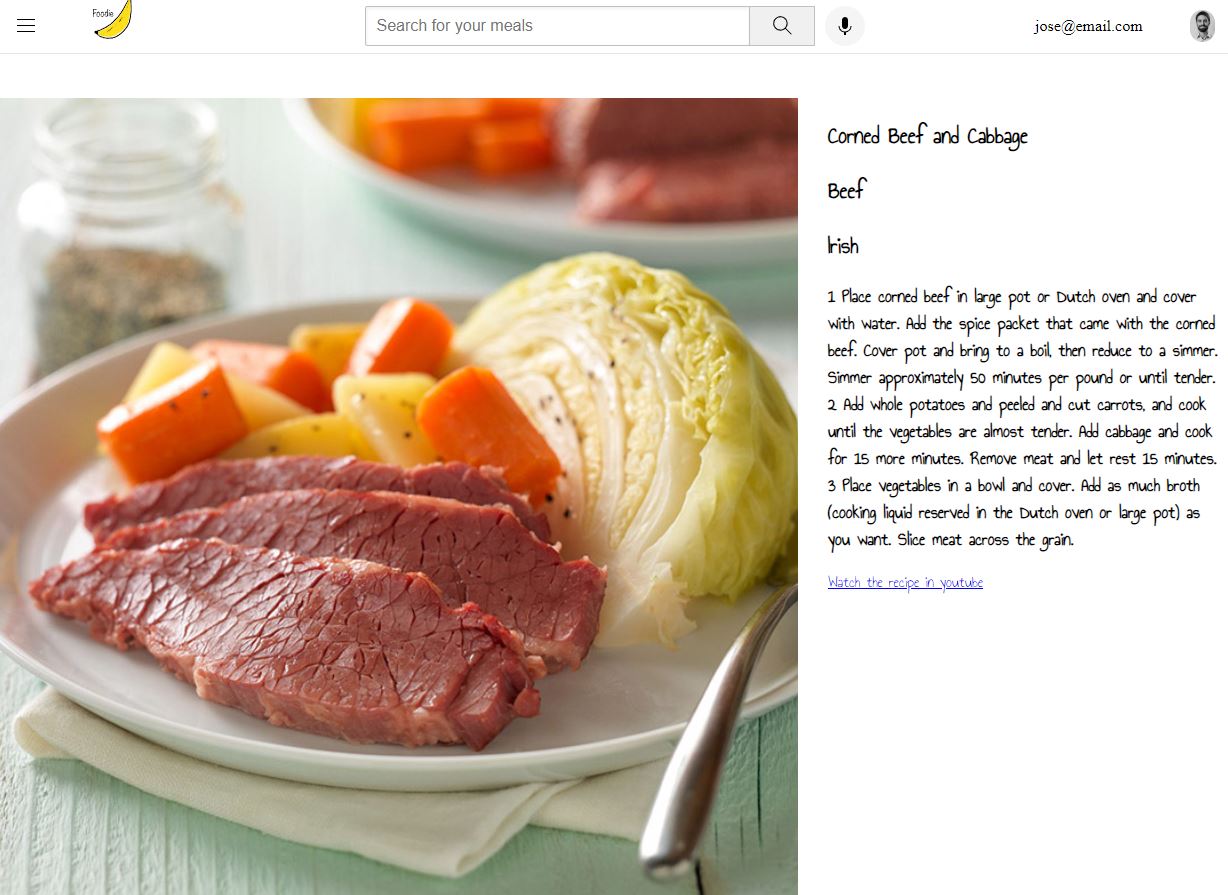 Foodie
Search for your meals
jose@email.com
Corned Beef and Cabbage
Beef
Irish
1 Place corned beef in large pot or Dutch oven and cover
with water. Add the spice packet that came with the corned
beef. Cover pot and bring to a boil, then reduce to a simmer.
Simmer approximately 50 minutes per pound or until tender.
2 Add whole potatoes and peeled and cut carrots, and cook
until the vegetables are almost tender. Add cabbage and cook
for 15 more minutes. Remove meat and let rest 15 minutes.
3 Place vegetables in a bowl and cover. Add as much broth
(cooking liquid reserved in the Dutch oven or large pot) as
you want. Slice meat across the grain.
Watch the recipe in youtube